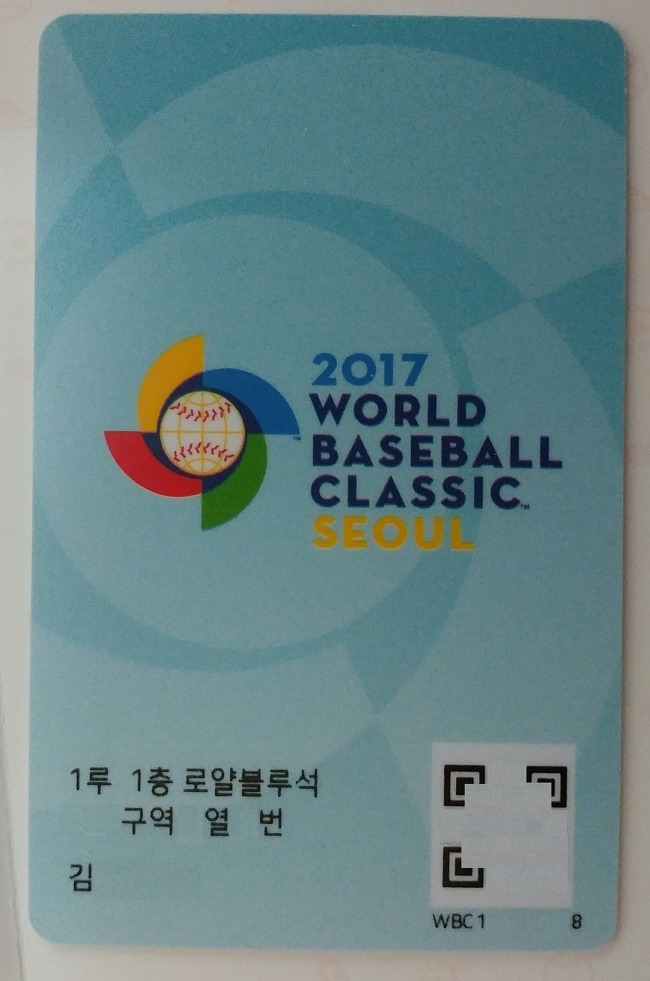 2017
WORLD
BASEBALL
CLASSIC™
SEOUL
1루 1층 로얄블루석
구역 열 번
김
WBC 1 8